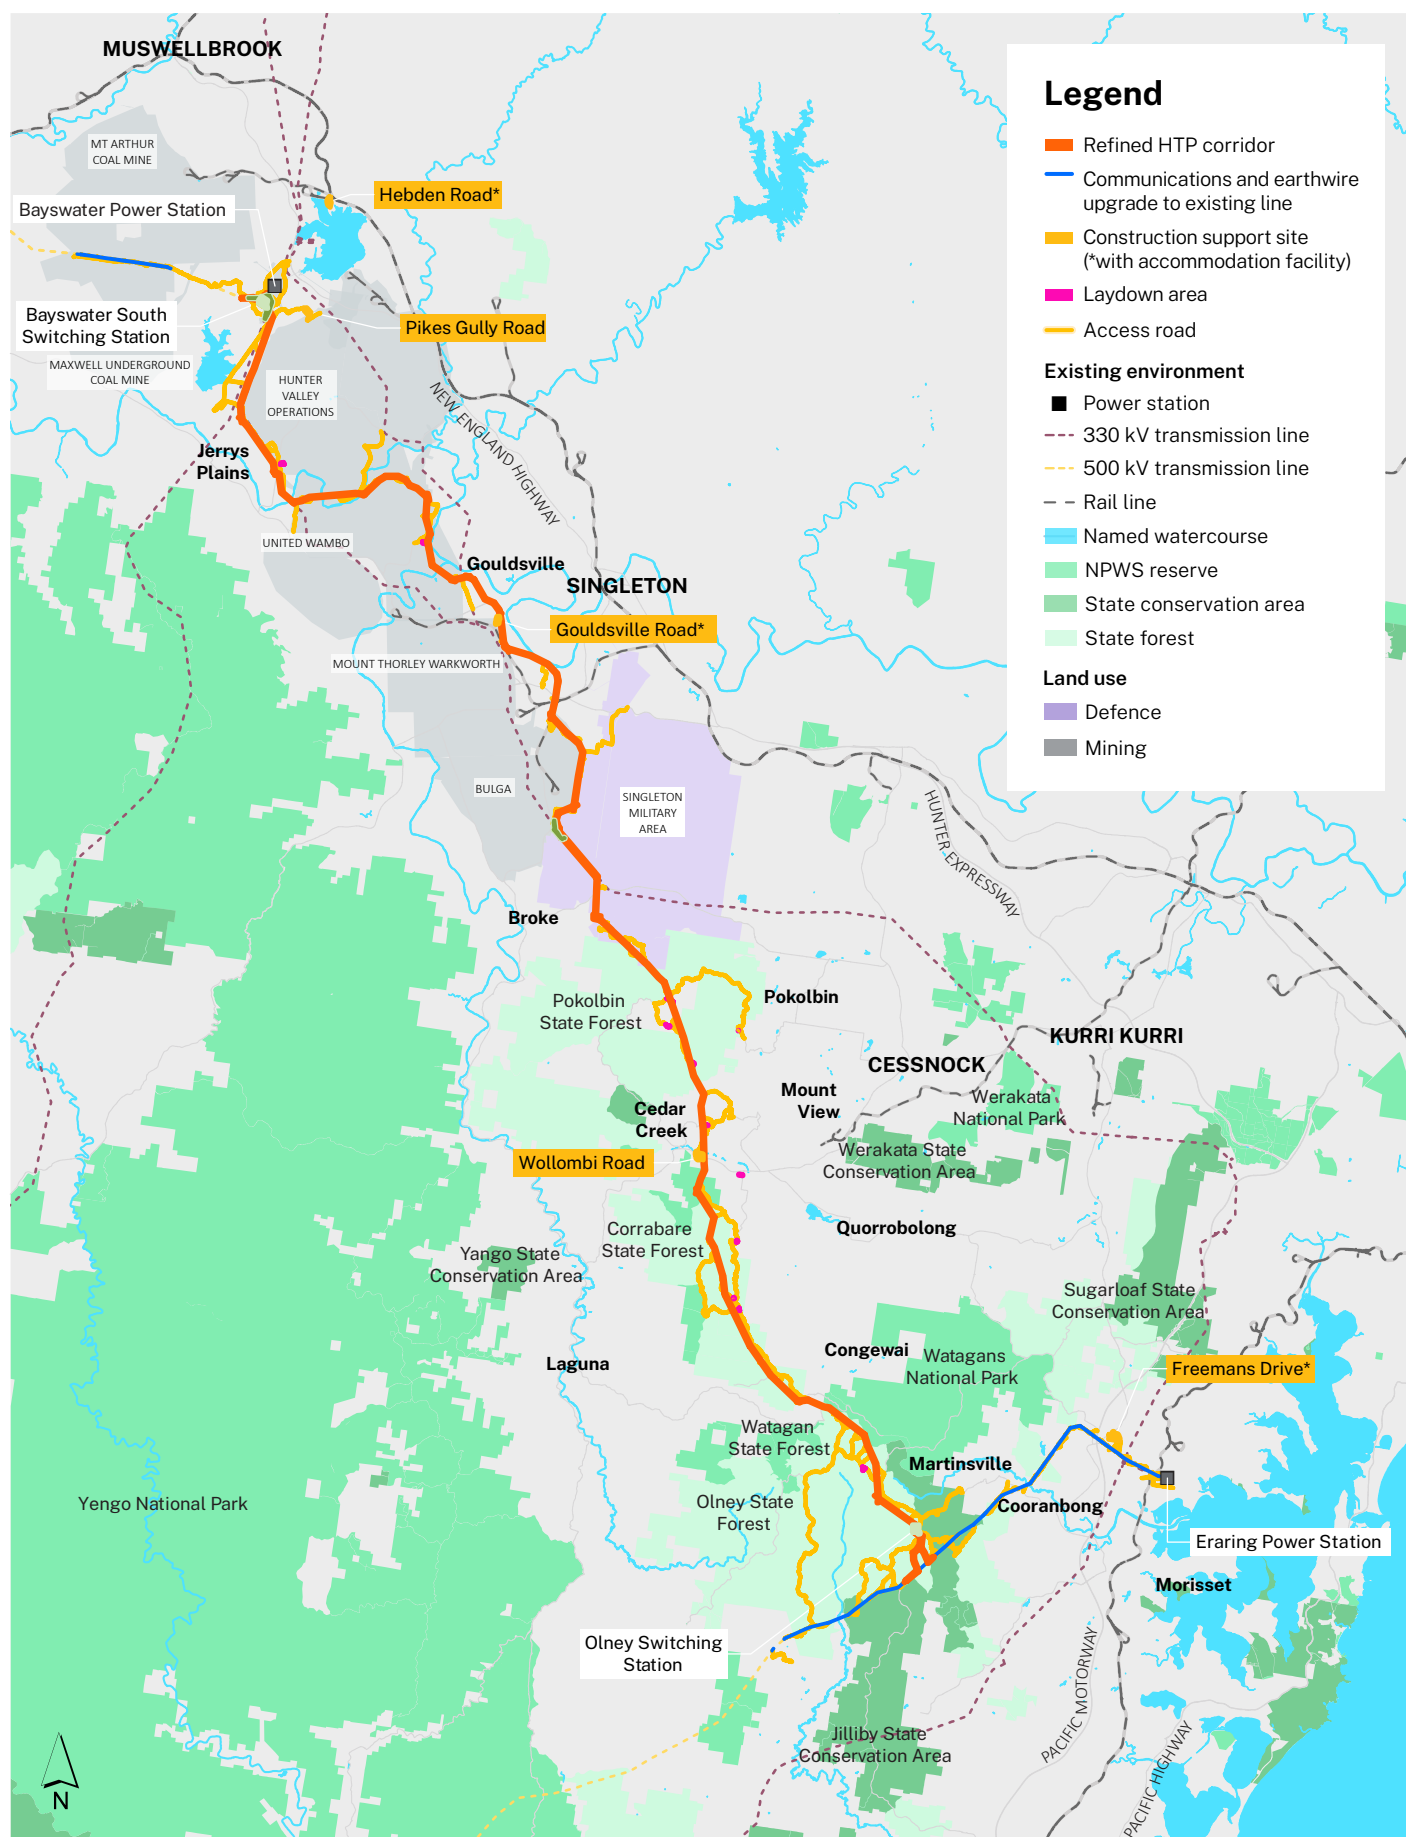 MUSWELLBROOK
MT ARTHUR
COAL MINE
Hebden Road*
Bayswater Power Station
Bayswater South
Switching Station
Pikes Gully Road
MAXWELL UNDERGROUND
COAL MINE
HUNTER
VALLEY
OPERATIONS
NEW ENGLAND HIGHWAY
Jerrys
Plains
UNITED WAMBO
Gouldsville
SINGLETON
Gouldsville Road*
MOUNT THORLEY WARKWORTH
BULGA
SINGLETON
MILITARY
AREA
HUNTER EXPRESSWAY
Broke
Pokolbin
State Forest
Pokolbin
KURRI KURRI
CESSNOCK
Mount
View
Werakata
National Park
Cedar
Creek
Werakata State
Conservation Area
Wollombi Road
Corrabare
State Forest
Quorrobolong
Yango State
Conservation Area
Sugarloaf State
Conservation Area
Congewai
Watagans
National Park
Laguna
Freemans Drive*
Watagan
State Forest
Martinsville
Yengo National Park
Olney State
Forest
Cooranbong
Eraring Power Station
Morisset
Olney Switching
Station
PACIFIC MOTORWAY
Jilliby State
Conservation Area
PACIFIC HIGHWAY
N
Legend
Refined HTP corridor
Communications and earthwire
upgrade to existing line
Construction support site
(*with accommodation facility)
Laydown area
Access road
Existing environment
Power station
330 kV transmission line
500 kV transmission line
Rail line
Named watercourse
NPWS reserve
State conservation area
State forest
Land use
Defence
Mining